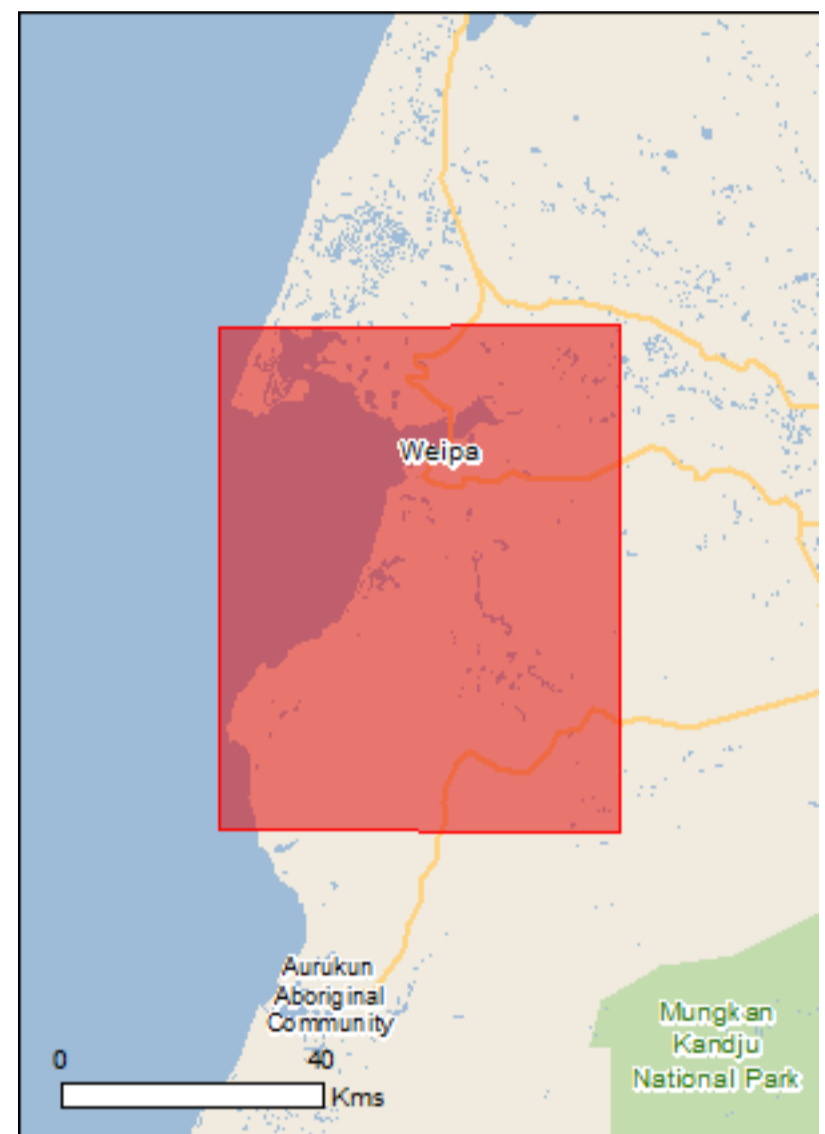 Weipa
Aurukun
Aboriginal
Community
Mungkan
Kandju
National Park
0 40
Kms